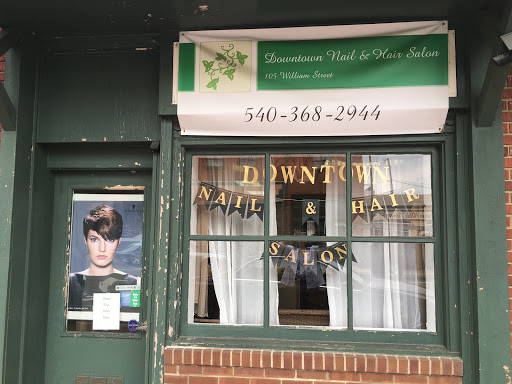 Downtown Nail & Hair Salon
105 William Street
540-368-2944
DOWNTOWN
NAIL & HAIR
SALON